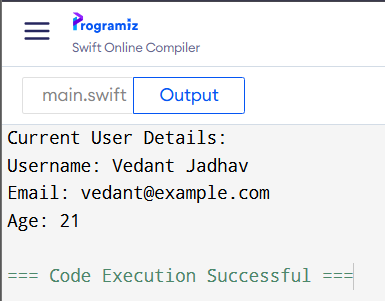 Programiz
Swift Online Compiler
main.swift Output
Current User Details:
Username: Vedant Jadhav
Email: vedant@example.com
Age: 21
=== Code Execution Successful ===